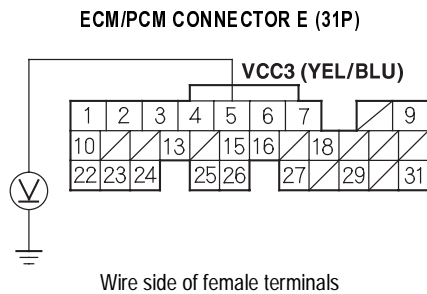 ECM/PCM CONNECTOR E (31P)
VCC3 (YEL/BLU)
1 2 3 4 5 6 7 9
10 13 15 16 18
22 23 24 25 26 27 29 31
V
Wire side of female terminals